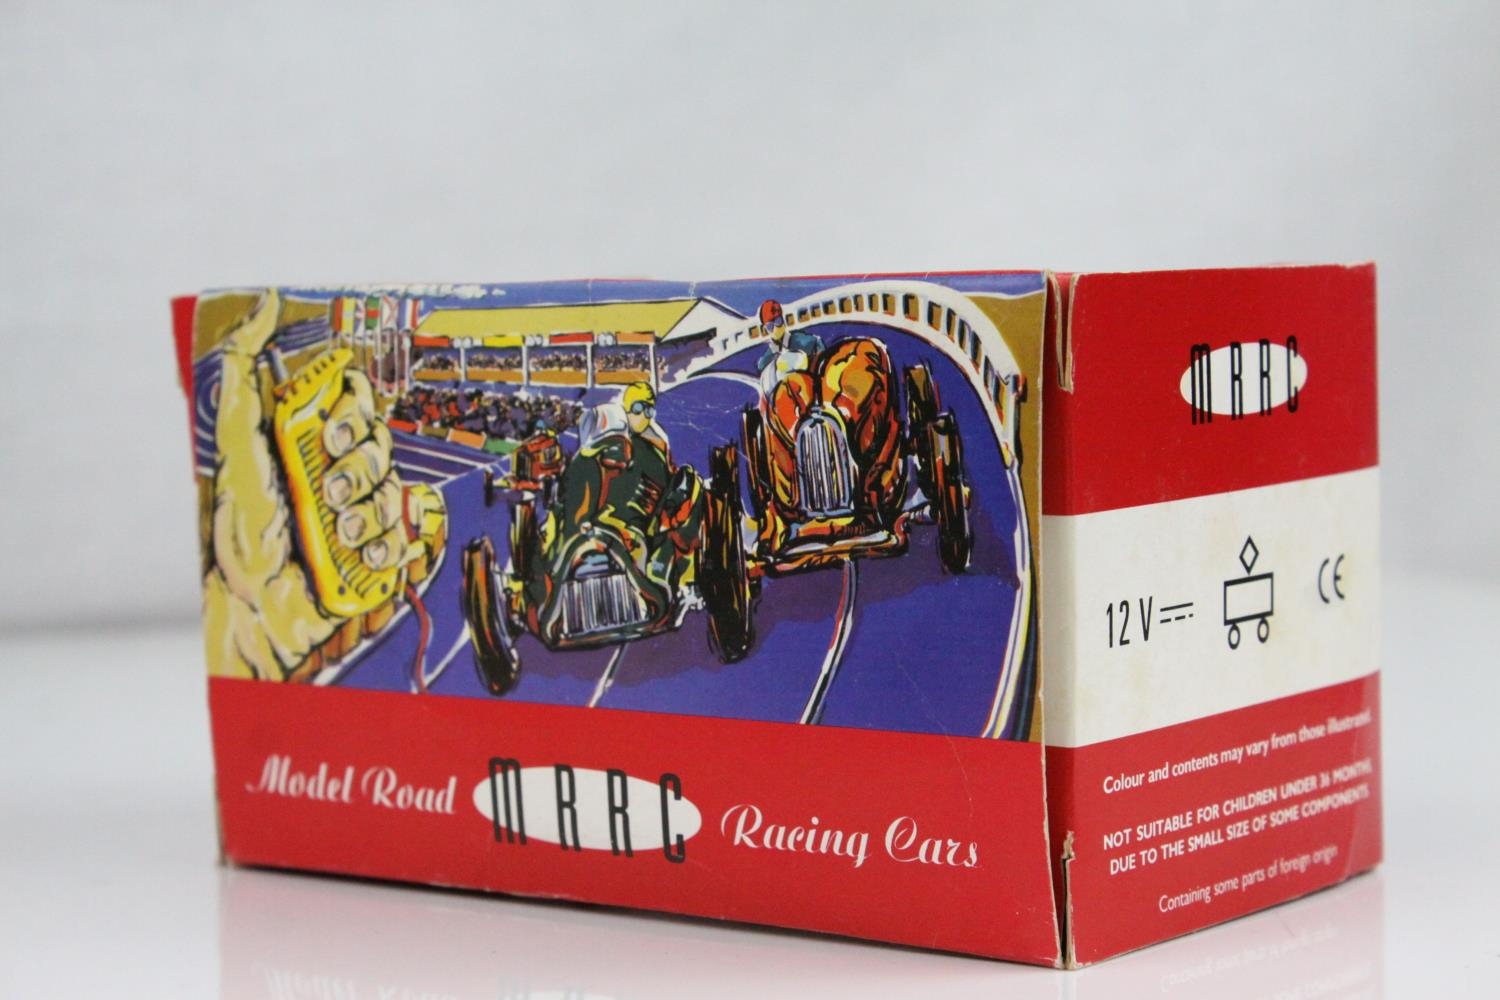 Model Road MRRC Racing Cars
MRRC
12 V
CE
Colour and contents may vary from those illustrated.
NOT SUITABLE FOR CHILDREN UNDER 36 MONTHS
DUE TO THE SMALL SIZE OF SOME COMPONENTS
Containing some parts of foreign origin